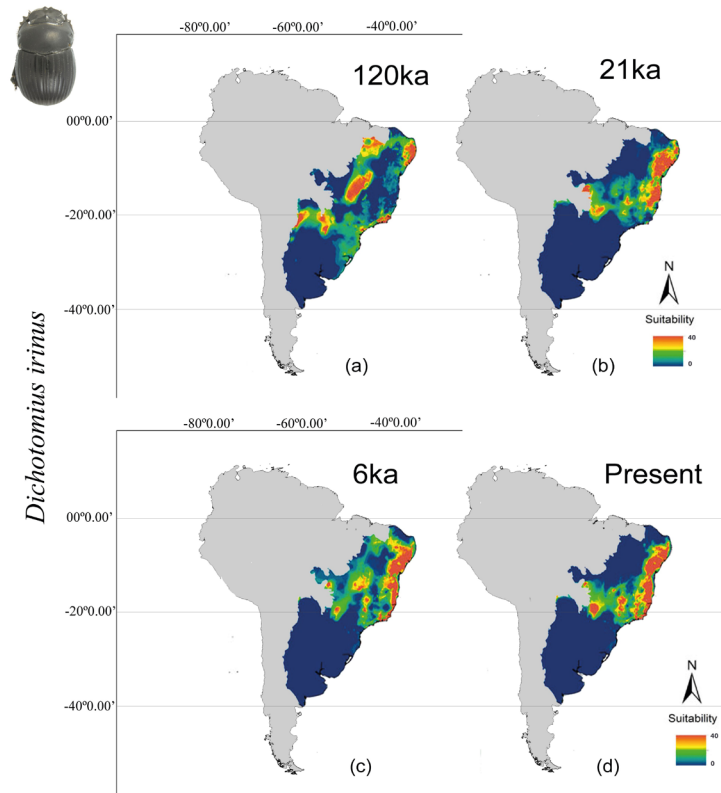 -80º0.00’ -60º0.00’ -40º0.00’
120ka
21ka
00º0.00’
-20º0.00’
-40º0.00’
N
Suitability
40
0
(a)
(b)
Dichotomius irinus
-80º0.00’ -60º0.00’ -40º0.00’
6ka
Present
00º0.00’
-20º0.00’
-40º0.00’
N
Suitability
40
0
(c)
(d)